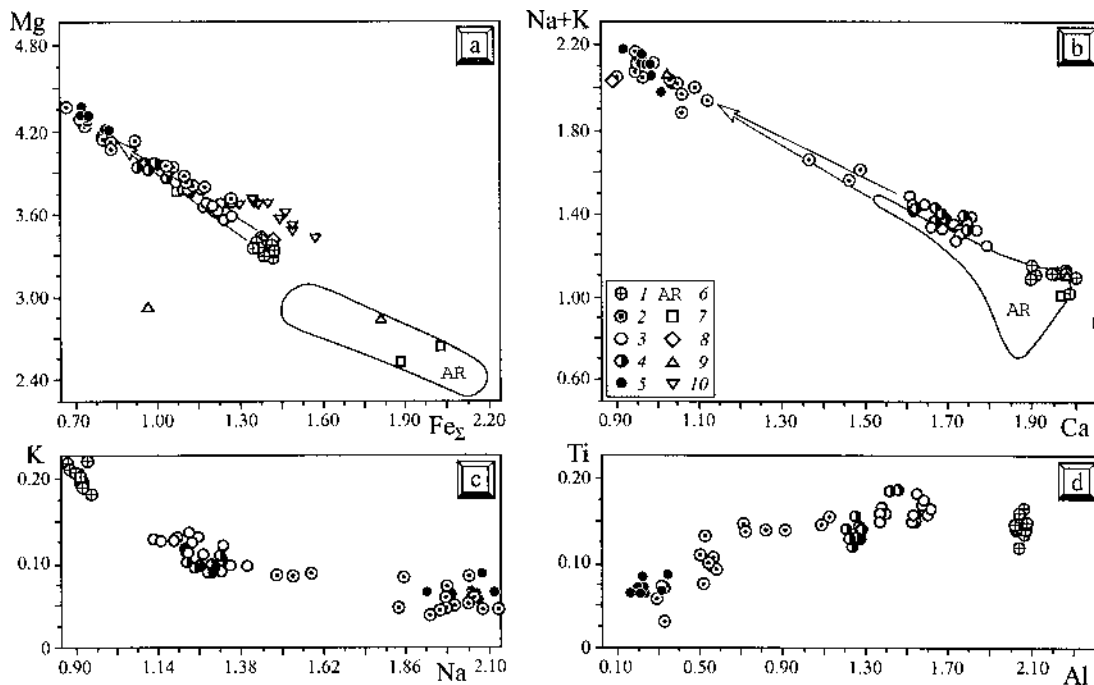 Mg
a
4.80
4.20
3.60
3.00
2.40
AR
0.70 1.00 1.30 1.60 1.90 2.20
FeΣ
Na+K
b
2.20
1.80
1.40
1.00
0.60
AR
1 AR 6
2 7
3 8
4 9
5 10
0.90 1.10 1.30 1.50 1.70 1.90
Ca
K
c
0.20
0.10
0
0.90 1.14 1.38 1.62 1.86 2.10
Na
Ti
d
0.20
0.10
0
0.10 0.50 0.90 1.30 1.70 2.10
Al